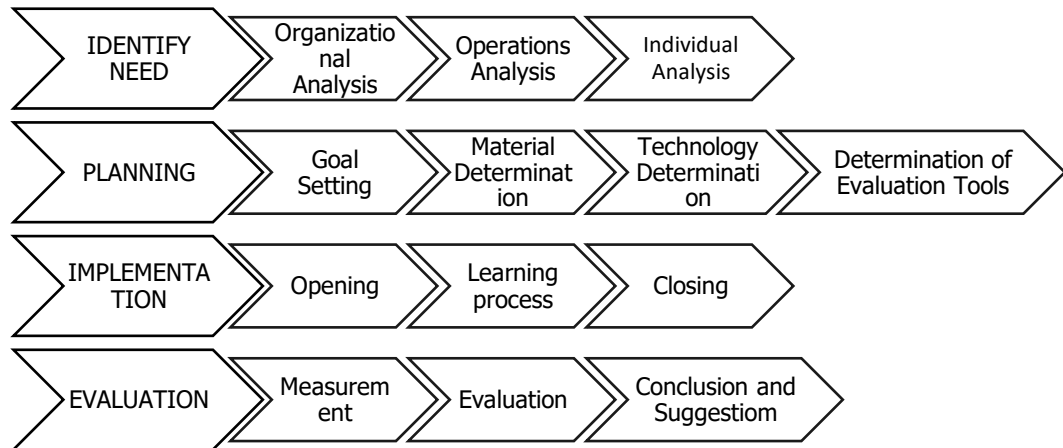 IDENTIFY
NEED
Organizatio
nal
Analysis
Operations
Analysis
Individual
Analysis
PLANNING
Goal
Setting
Material
Determinat
ion
Technology
Determinati
on
Determination of
Evaluation Tools
IMPLEMENTA
TION
Opening
Learning
process
Closing
EVALUATION
Measurem
ent
Evaluation
Conclusion and
Suggestiom